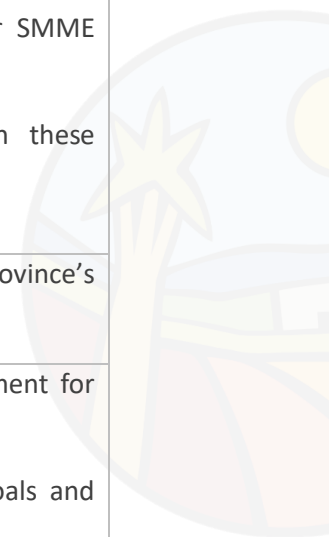 SMME
these
ovince's
ment for
oals and